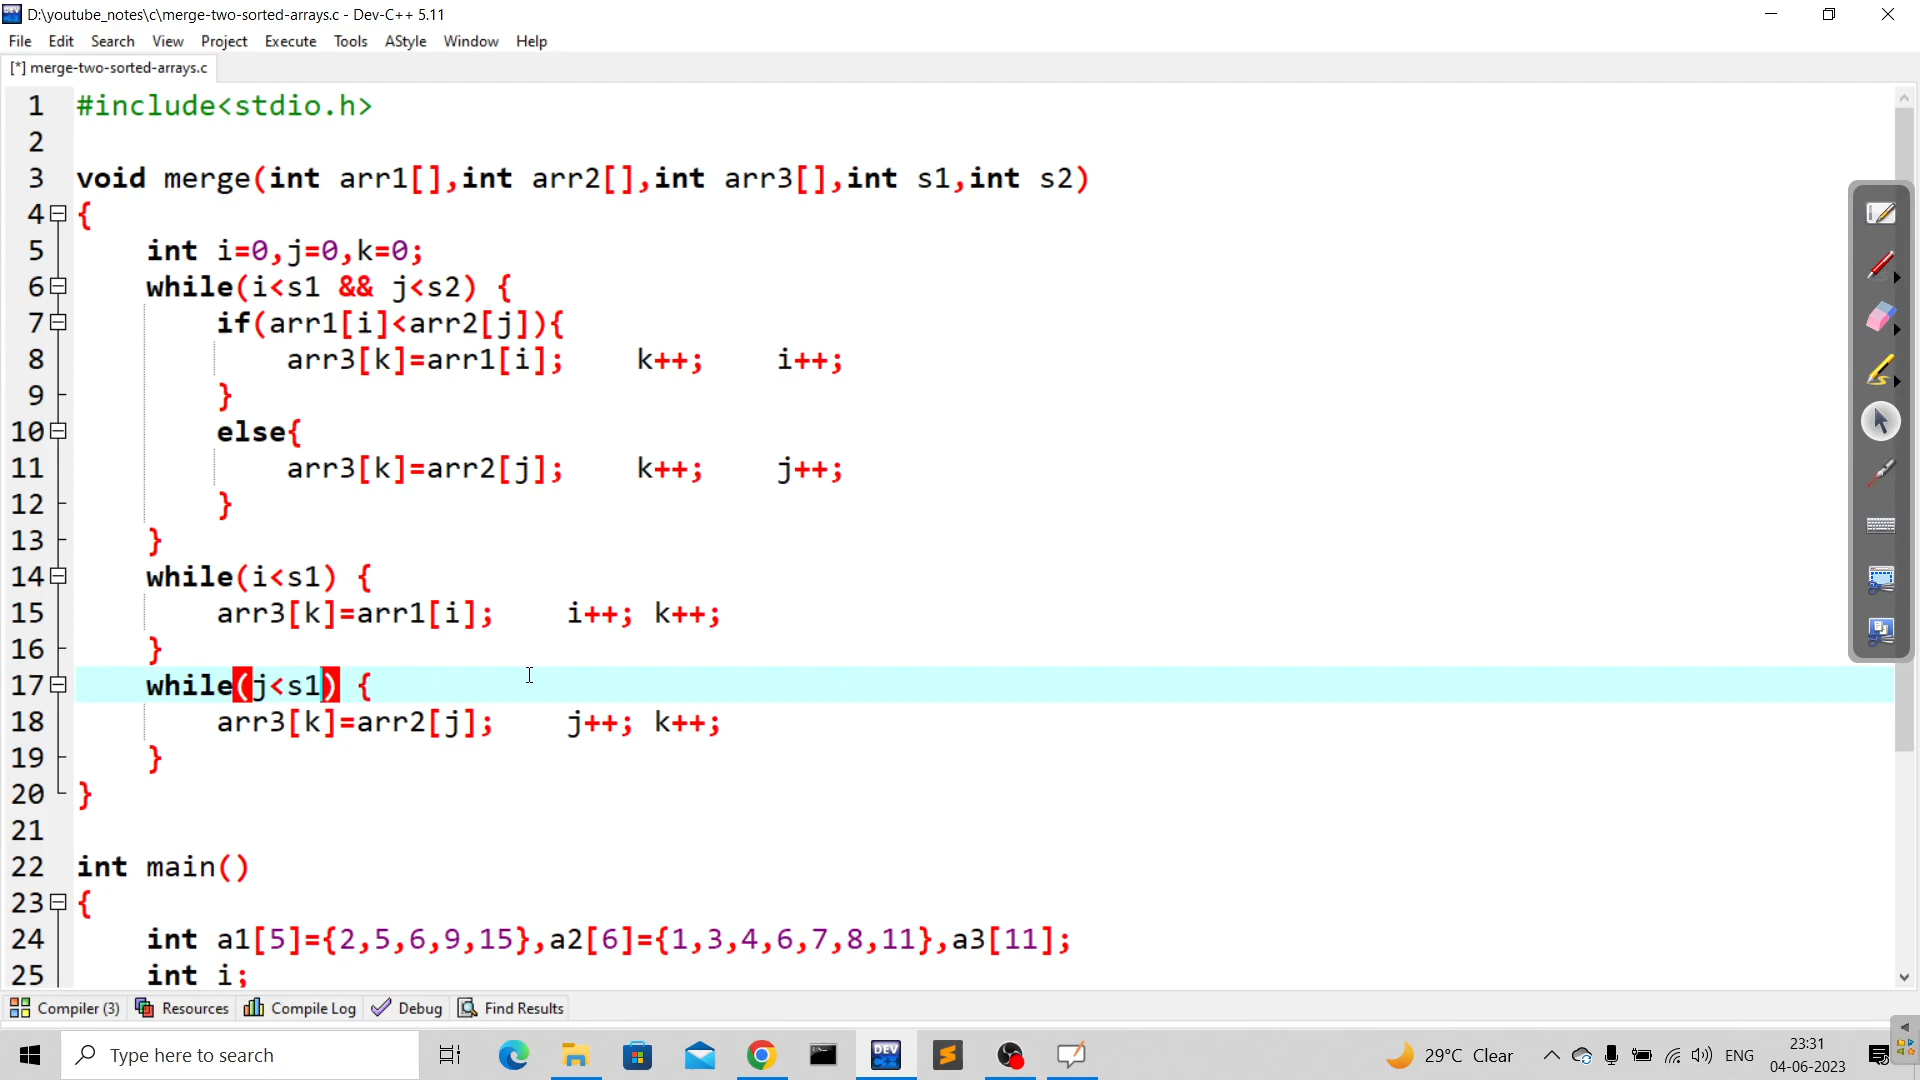 D:\youtube_notes\c\merge-two-sorted-arrays.c - Dev-C++ 5.11
File Edit Search View Project Execute Tools AStyle Window Help
[*] merge-two-sorted-arrays.c
1 #include<stdio.h>
2
3 void merge(int arr1[],int arr2[],int arr3[],int s1,int s2)
4 {
5 int i=0,j=0,k=0;
6 while(i<s1 && j<s2) {
7 if(arr1[i]<arr2[j]){
8 arr3[k]=arr1[i]; k++; i++;
9 }
10 else{
11 arr3[k]=arr2[j]; k++; j++;
12 }
13 }
14 while(i<s1) {
15 arr3[k]=arr1[i]; i++; k++;
16 }
17 while(j<s1) {
18 arr3[k]=arr2[j]; j++; k++;
19 }
20 }
21
22 int main()
23 {
24 int a1[5]={2,5,6,9,15},a2[6]={1,3,4,6,7,8,11},a3[11];
25 int i;
Compiler (3) Resources Compile Log Debug Find Results
Type here to search
DEV
29°C Clear
ENG
23:31
04-06-2023